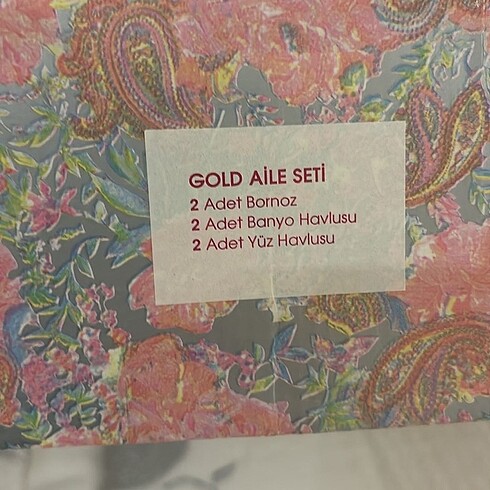 GOLD AİLE SETİ
2 Adet Bornoz
2 Adet Banyo Havlusu
2 Adet Yüz Havlusu